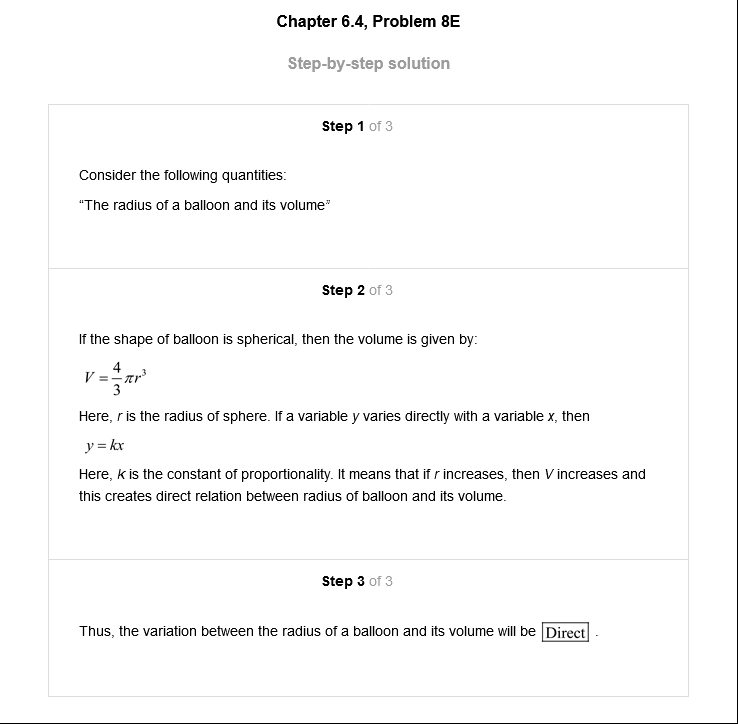 Chapter 6.4, Problem 8E
Step-by-step solution
Step 1 of 3
Consider the following quantities:
“The radius of a balloon and its volume”
Step 2 of 3
If the shape of balloon is spherical, then the volume is given by:
V = 4/3 πr³
Here, r is the radius of sphere. If a variable y varies directly with a variable x, then
y = kx
Here, k is the constant of proportionality. It means that if r increases, then V increases and
this creates direct relation between radius of balloon and its volume.
Step 3 of 3
Thus, the variation between the radius of a balloon and its volume will be Direct .